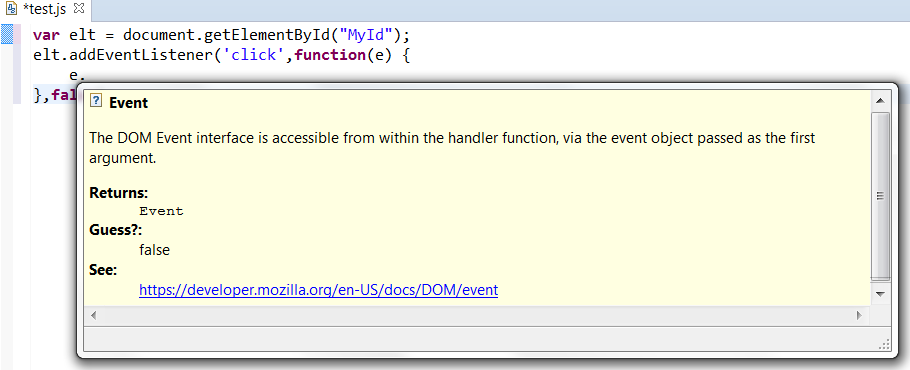 *test.js
var elt = document.getElementById("MyId");
elt.addEventListener('click',function(e) {
e.
},fal
Event
The DOM Event interface is accessible from within the handler function, via the event object passed as the first
argument.
Returns:
Event
Guess?:
false
See:
https://developer.mozilla.org/en-US/docs/DOM/event